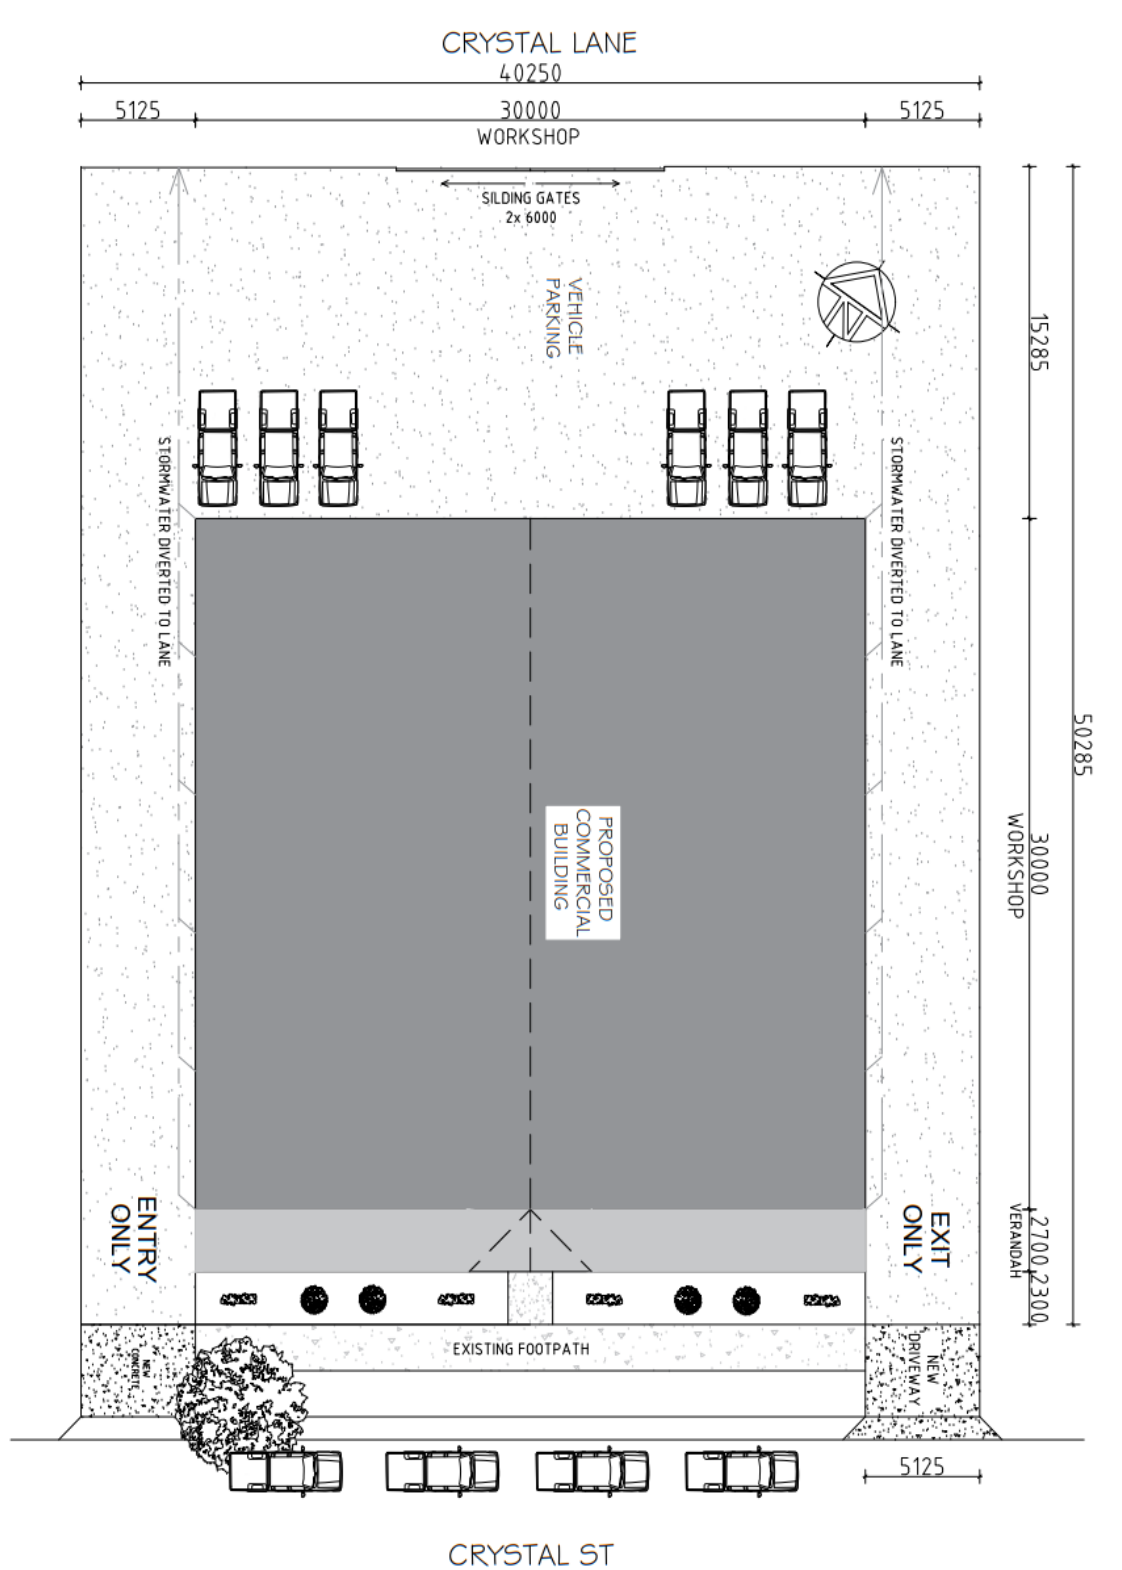 CRYSTAL LANE
40250
5125
30000
5125
WORKSHOP
SILDING GATES
2x 6000
VEHICLE
PARKING
15285
STORMWATER DIVERTED TO LANE
STORMWATER DIVERTED TO LANE
50285
PROPOSED
COMMERCIAL
BUILDING
30000
WORKSHOP
ENTRY
ONLY
EXIT
ONLY
2700
VERANDAH
2300
EXISTING FOOTPATH
NEW
CONCRETE
NEW
DRIVEWAY
5125
CRYSTAL ST